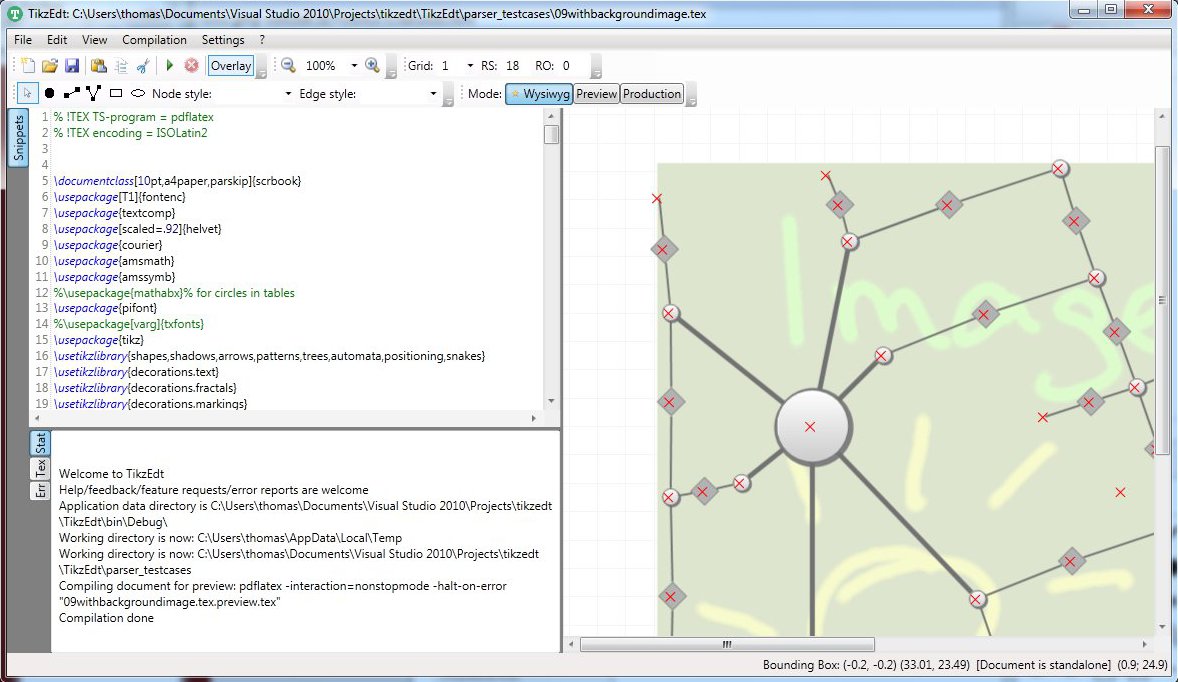 TikzEdt: C:\Users\thomas\Documents\Visual Studio 2010\Projects\tikzedt\TikzEdt\parser_testcases\09withbackgroundimage.tex
File Edit View Compilation Settings ?
Overlay 100% Grid: 1 RS: 18 RO: 0
Node style: Edge style: Mode: Wysiwyg Preview Production
Snippets
1 % !TEX TS-program = pdflatex
2 % !TEX encoding = ISOLatin2
3
4
5 \documentclass[10pt,a4paper,parskip]{scrbook}
6 \usepackage[T1]{fontenc}
7 \usepackage{textcomp}
8 \usepackage[scaled=.92]{helvet}
9 \usepackage{courier}
10 \usepackage{amsmath}
11 \usepackage{amssymb}
12 %\usepackage{mathabx}% for circles in tables
13 \usepackage{pifont}
14 %\usepackage[varg]{txfonts}
15 \usepackage{tikz}
16 \usetikzlibrary{shapes,shadows,arrows,patterns,trees,automata,positioning,snakes}
17 \usetikzlibrary{decorations.text}
18 \usetikzlibrary{decorations.fractals}
19 \usetikzlibrary{decorations.markings}
Image
Stat
Tex
Err
Welcome to TikzEdt
Help/feedback/feature requests/error reports are welcome
Application data directory is C:\Users\thomas\Documents\Visual Studio 2010\Projects\tikzedt
\TikzEdt\bin\Debug\
Working directory is now: C:\Users\thomas\AppData\Local\Temp
Working directory is now: C:\Users\thomas\Documents\Visual Studio 2010\Projects\tikzedt
\TikzEdt\parser_testcases
Compiling document for preview: pdflatex -interaction=nonstopmode -halt-on-error
"09withbackgroundimage.tex.preview.tex"
Compilation done
Bounding Box: (-0.2, -0.2) (33.01, 23.49) [Document is standalone] (0.9; 24.9)